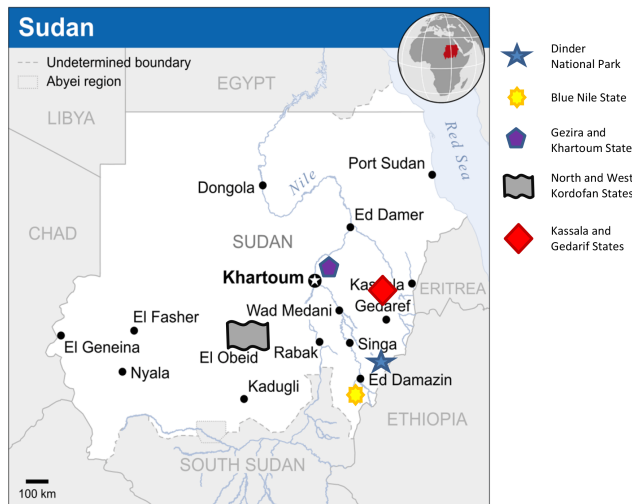 Sudan
Undetermined boundary
Abyei region
EGYPT
LIBYA
Red Sea
Port Sudan
Dongola
Nile
Ed Damer
CHAD
SUDAN
Khartoum
Kassala
ERITREA
Wad Medani
Gedaref
El Fasher
El Geneina
El Obeid
Rabak
Singa
Nyala
Kadugli
Ed Damazin
ETHIOPIA
SOUTH SUDAN
100 km
Dinder
National Park
Blue Nile State
Gezira and
Khartoum State
North and West
Kordofan States
Kassala and
Gedarif States